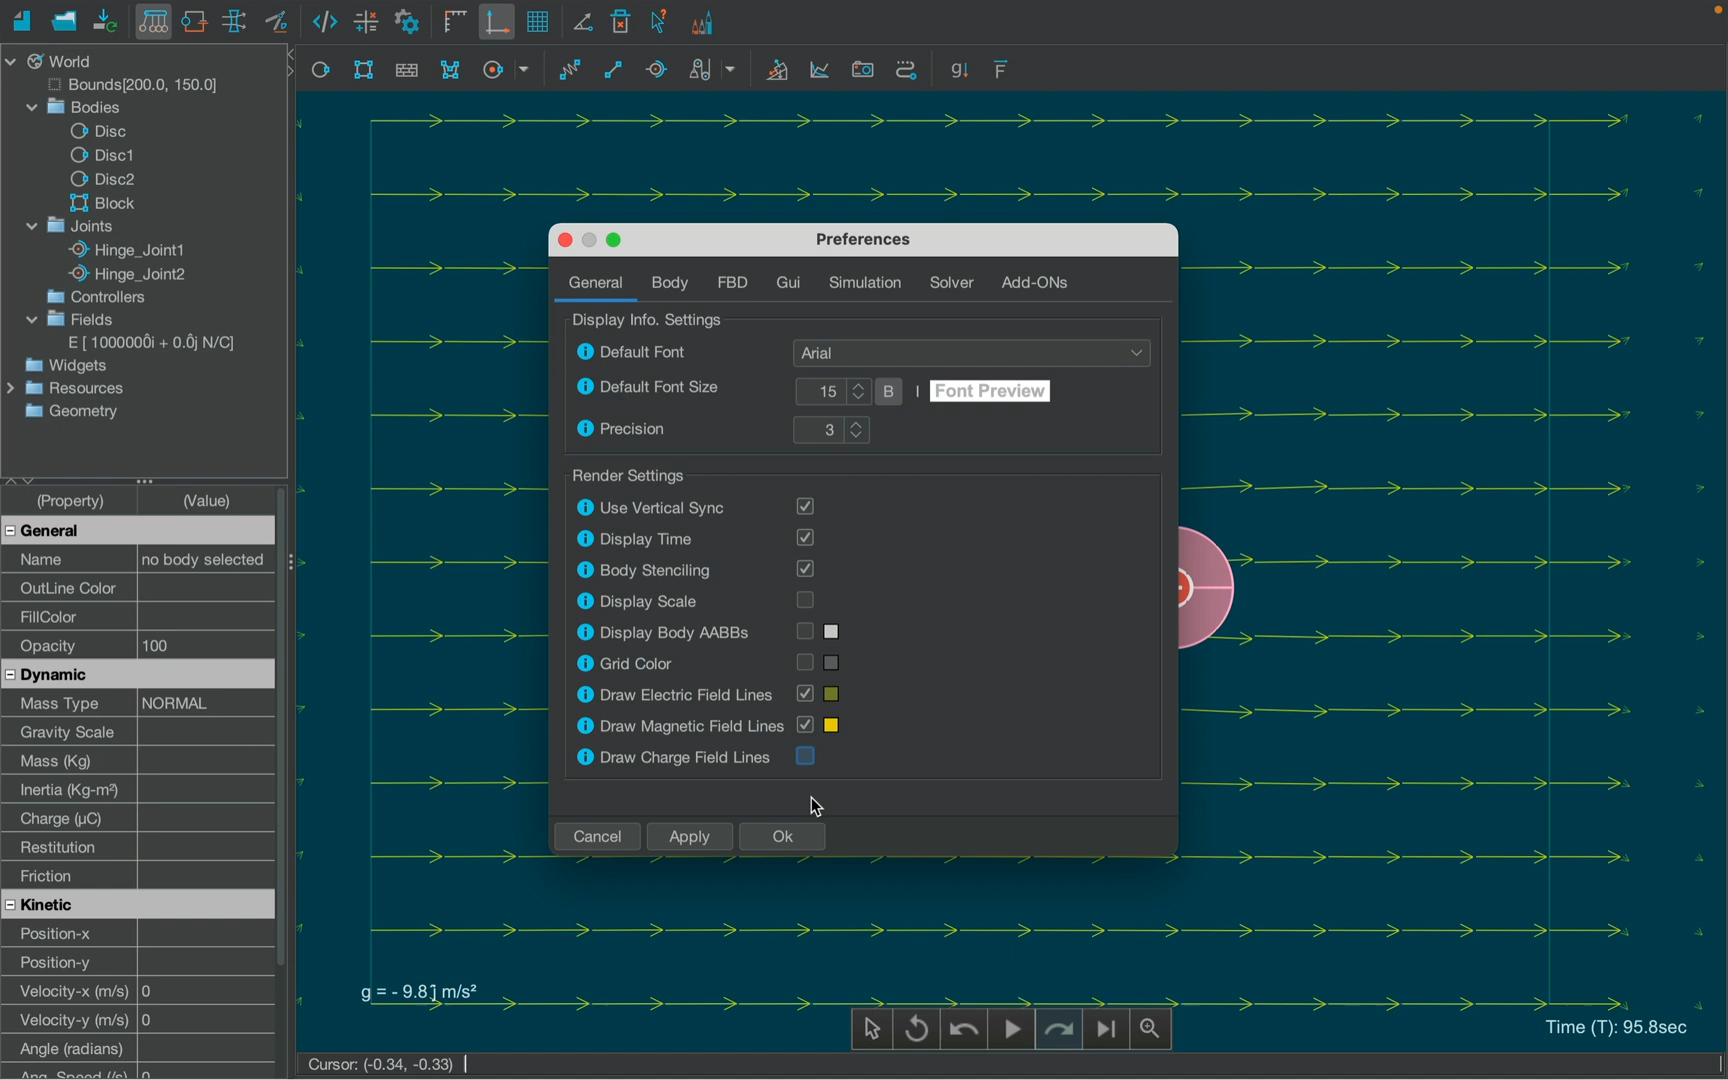 World
Bounds[200.0, 150.0]
Bodies
Disc
Disc1
Disc2
Block
Joints
Hinge_Joint1
Hinge_Joint2
Controllers
Fields
E [ 1000000î + 0.0ĵ N/C]
Widgets
Resources
Geometry
(Property) (Value)
General
Name no body selected
OutLine Color
FillColor
Opacity 100
Dynamic
Mass Type NORMAL
Gravity Scale
Mass (Kg)
Inertia (Kg-m²)
Charge (µC)
Restitution
Friction
Kinetic
Position-x
Position-y
Velocity-x (m/s) 0
Velocity-y (m/s) 0
Angle (radians)
Ang. Speed (/s) 0
g↓ F
Preferences
General Body FBD Gui Simulation Solver Add-ONs
Display Info. Settings
Default Font Arial
Default Font Size 15 B I Font Preview
Precision 3
Render Settings
Use Vertical Sync
Display Time
Body Stenciling
Display Scale
Display Body AABBs
Grid Color
Draw Electric Field Lines
Draw Magnetic Field Lines
Draw Charge Field Lines
Cancel Apply Ok
g = - 9.8ĵ m/s²
Time (T): 95.8sec
Cursor: (-0.34, -0.33)